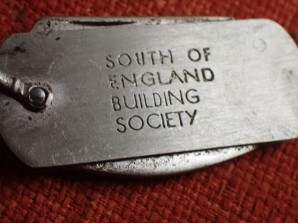 SOUTH OF
ENGLAND
BUILDING
SOCIETY